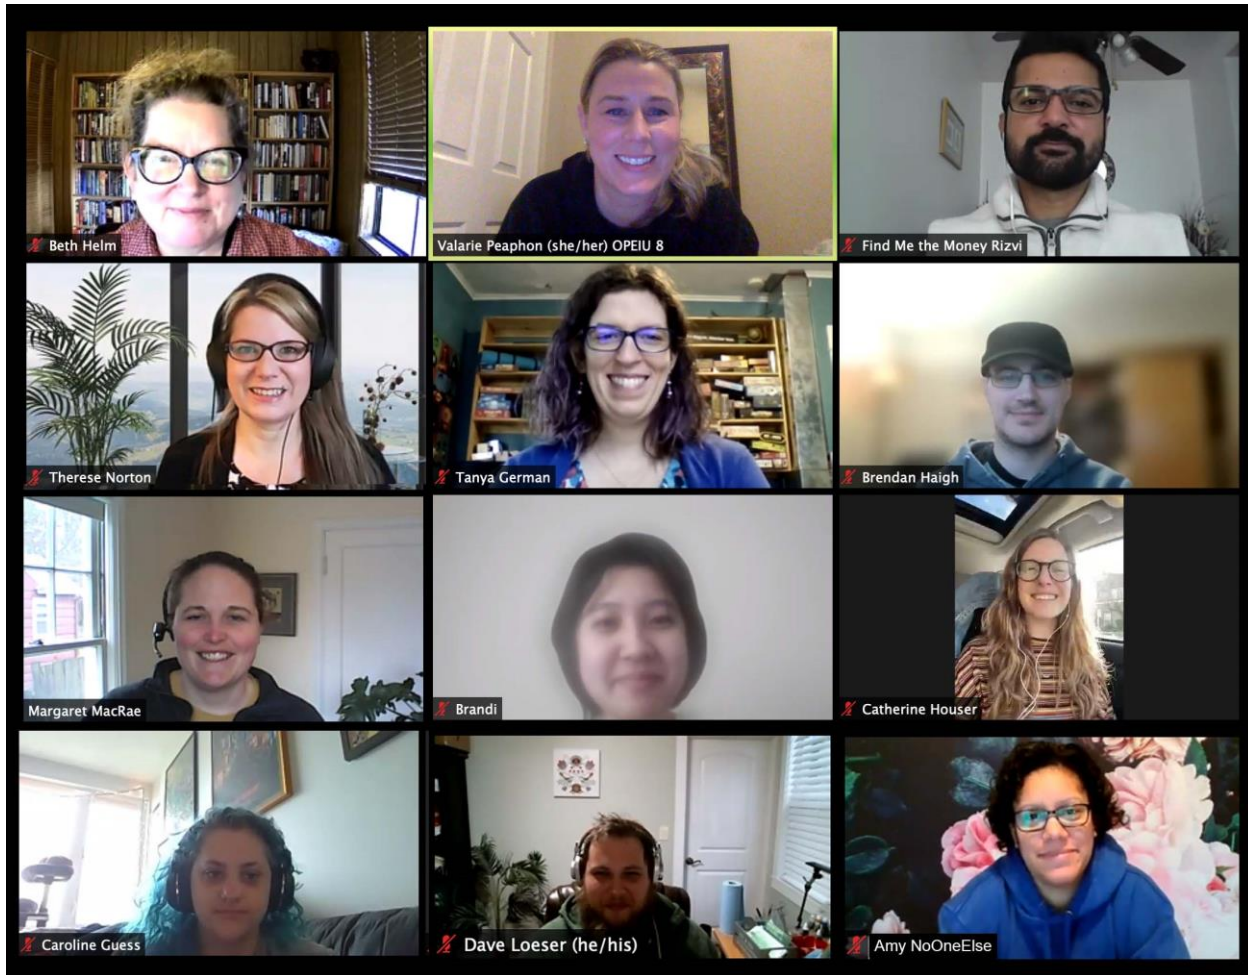 Beth Helm
Valarie Peaphon (she/her) OPEIU 8
Find Me the Money Rizvi
Therese Norton
Tanya German
Brendan Haigh
Margaret MacRae
Brandi
Catherine Houser
Caroline Guess
Dave Loeser (he/his)
Amy NoOneElse